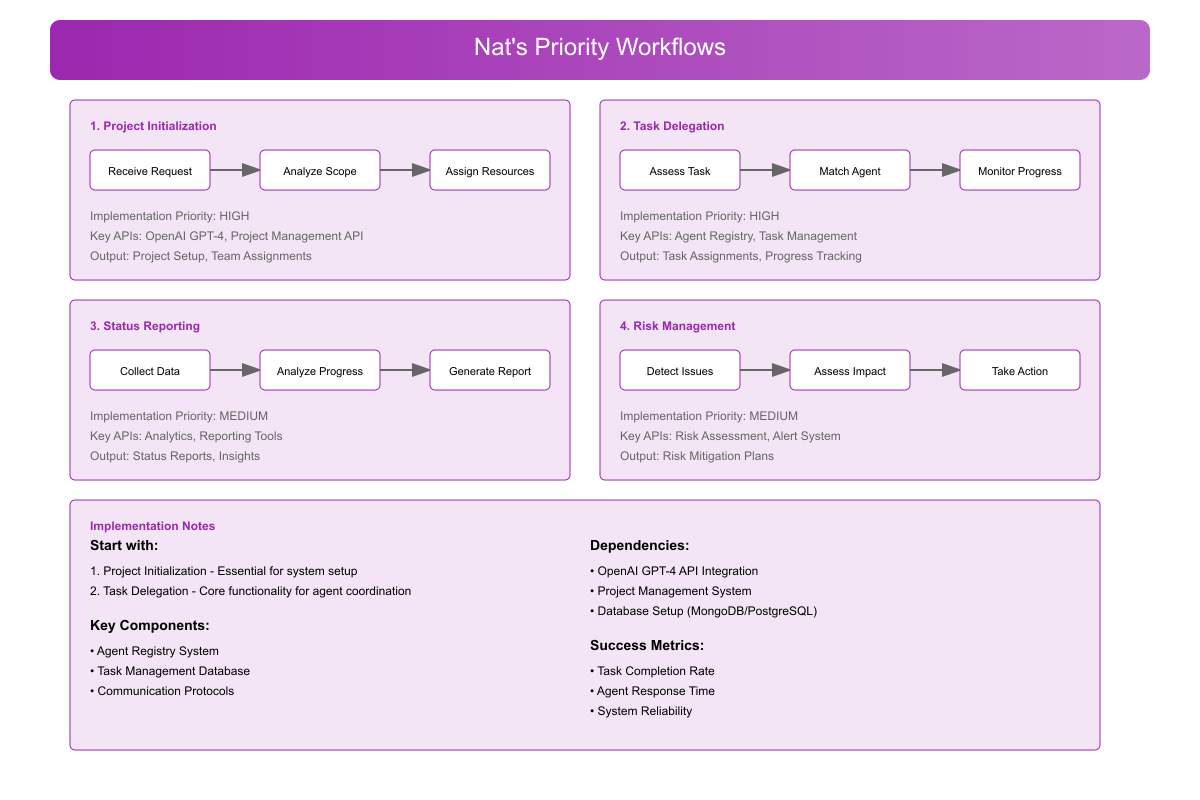 Nat's Priority Workflows
1. Project Initialization
Receive Request
Analyze Scope
Assign Resources
Implementation Priority: HIGH
Key APIs: OpenAI GPT-4, Project Management API
Output: Project Setup, Team Assignments
2. Task Delegation
Assess Task
Match Agent
Monitor Progress
Implementation Priority: HIGH
Key APIs: Agent Registry, Task Management
Output: Task Assignments, Progress Tracking
3. Status Reporting
Collect Data
Analyze Progress
Generate Report
Implementation Priority: MEDIUM
Key APIs: Analytics, Reporting Tools
Output: Status Reports, Insights
4. Risk Management
Detect Issues
Assess Impact
Take Action
Implementation Priority: MEDIUM
Key APIs: Risk Assessment, Alert System
Output: Risk Mitigation Plans
Implementation Notes
Start with:
1. Project Initialization - Essential for system setup
2. Task Delegation - Core functionality for agent coordination
Key Components:
• Agent Registry System
• Task Management Database
• Communication Protocols
Dependencies:
• OpenAI GPT-4 API Integration
• Project Management System
• Database Setup (MongoDB/PostgreSQL)
Success Metrics:
• Task Completion Rate
• Agent Response Time
• System Reliability